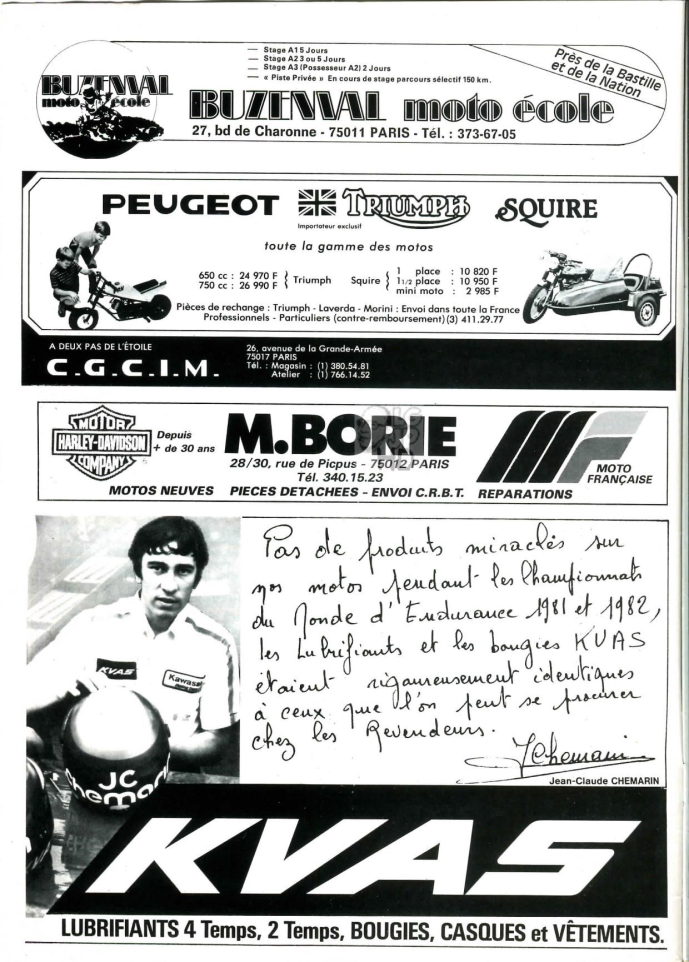 — Stage A1 5 Jours
— Stage A2 3 ou 5 Jours
— Stage A3 (Possesseur A2) 2 Jours
— « Piste Privée » En cours de stage parcours sélectif 150 km.
Près de la Bastille
et de la Nation
BUZENVAL
moto école
BUZENVAL moto école
27, bd de Charonne - 75011 PARIS - Tél. : 373-67-05
PEUGEOT TRIUMPH SQUIRE
Importateur exclusif
toute la gamme des motos
650 cc : 24 970 F
750 cc : 26 990 F
Triumph
Squire
1 place : 10 820 F
1 1/2 place : 10 950 F
mini moto : 2 985 F
Pièces de rechange : Triumph - Laverda - Morini : Envoi dans toute la France
Professionnels - Particuliers (contre-remboursement) (3) 411.29.77
A DEUX PAS DE L'ÉTOILE
C.G.C.I.M.
26, avenue de la Grande-Armée
75017 PARIS
Tél. : Magasin : (1) 380.54.81
Atelier : (1) 766.14.52
MOTOR
HARLEY-DAVIDSON
COMPANY
Depuis
+ de 30 ans
M.BORIE
28/30, rue de Picpus - 75012 PARIS
Tél. 340.15.23
MF
MOTO
FRANÇAISE
MOTOS NEUVES PIECES DETACHEES - ENVOI C.R.B.T. REPARATIONS
Pas de produits miraclés sur
nos motos pendant les Championnats
du Monde d'Endurance 1981 et 1982,
les Lubrifiants et les bougies KVAS
étaient rigoureusement identiques
à ceux que l'on peut se procurer
chez les Revendeurs.
JChemarin
Jean-Claude CHEMARIN
KVAS
Kawasaki
JC
Chemarin
KVAS
LUBRIFIANTS 4 Temps, 2 Temps, BOUGIES, CASQUES et VÊTEMENTS.